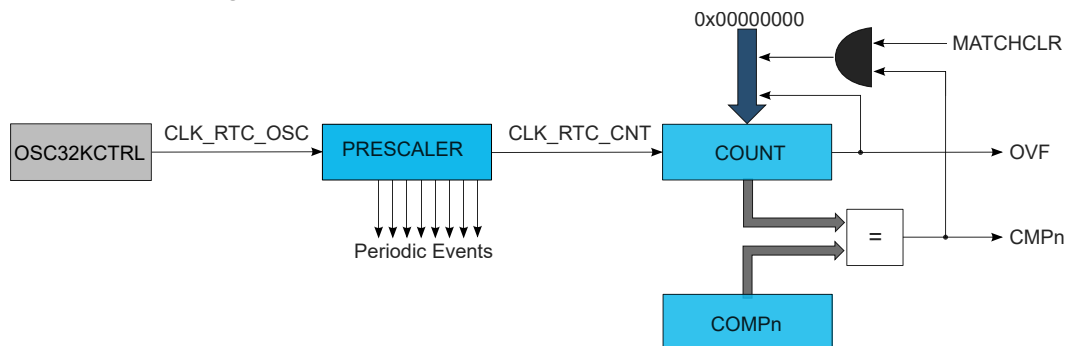 0x00000000
MATCHCLR
OSC32KCTRL
CLK_RTC_OSC
PRESCALER
CLK_RTC_CNT
COUNT
OVF
Periodic Events
=
CMPn
COMPn